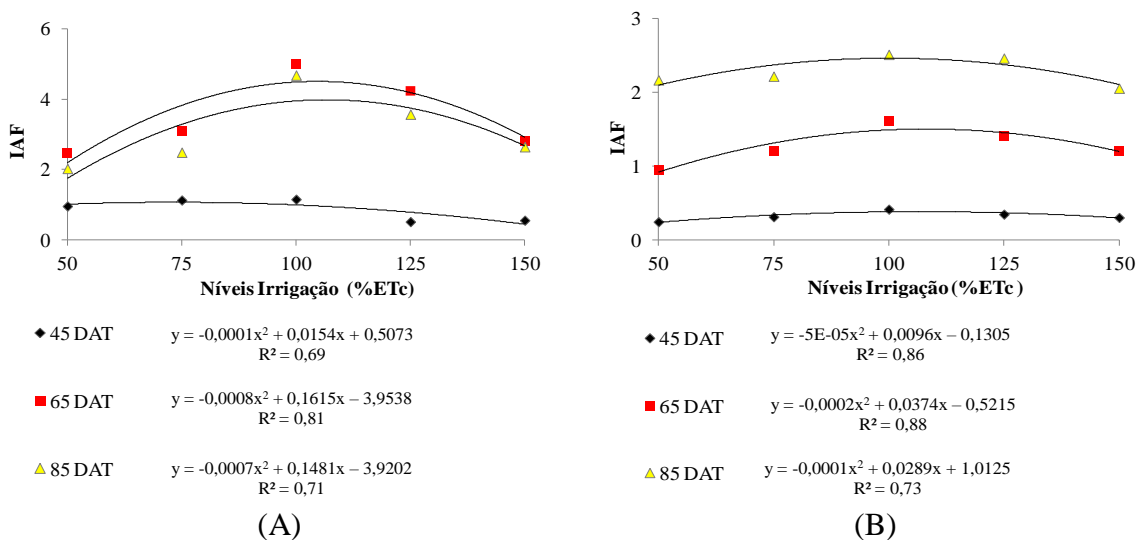 6
4
2
0
IAF
50 75 100 125 150
Níveis Irrigação (%ETc)
45 DAT y = -0,0001x² + 0,0154x + 0,5073
R² = 0,69
65 DAT y = -0,0008x² + 0,1615x – 3,9538
R² = 0,81
85 DAT y = -0,0007x² + 0,1481x – 3,9202
R² = 0,71
(A)
3
2
1
0
IAF
50 75 100 125 150
Níveis Irrigação (%ETc )
45 DAT y = -5E-05x² + 0,0096x – 0,1305
R² = 0,86
65 DAT y = -0,0002x² + 0,0374x – 0,5215
R² = 0,88
85 DAT y = -0,0001x² + 0,0289x + 1,0125
R² = 0,73
(B)